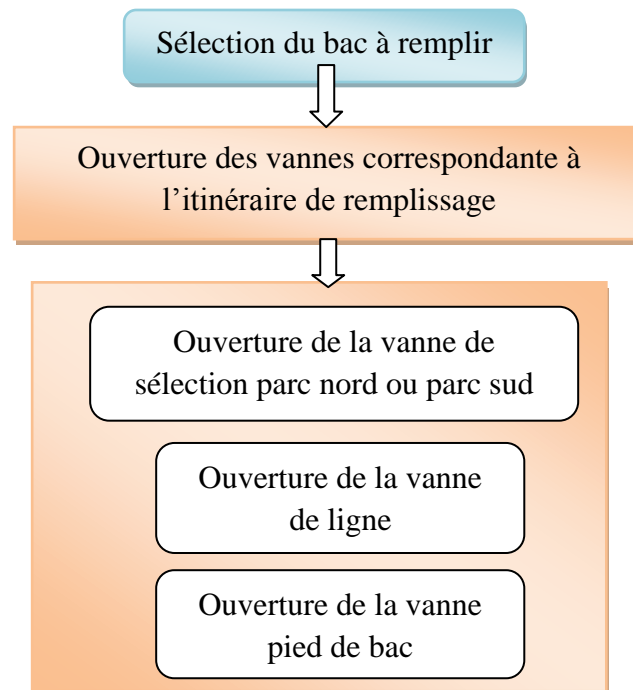 Sélection du bac à remplir
Ouverture des vannes correspondante à
l’itinéraire de remplissage
Ouverture de la vanne de
sélection parc nord ou parc sud
Ouverture de la vanne
de ligne
Ouverture de la vanne
pied de bac